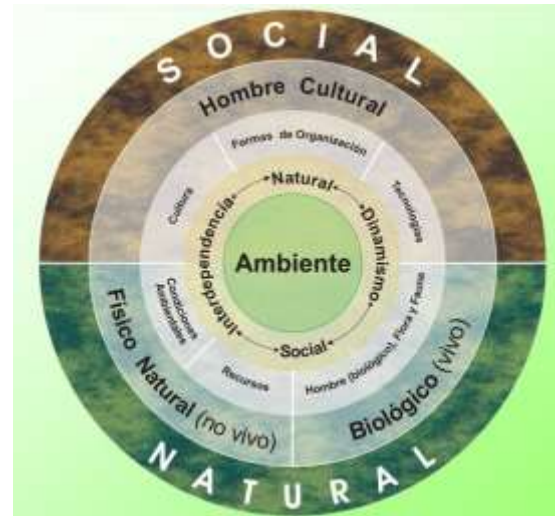 SOCIAL
Hombre Cultural
Formas de Organización
Cultura
Tecnologías
Natural
Interdependencia
Dinamismo
Ambiente
Social
Condiciones
Ambientales
Recursos
Hombre (biológico), Flora y Fauna
Físico
Natural (no vivo)
Biológico (vivo)
NATURAL